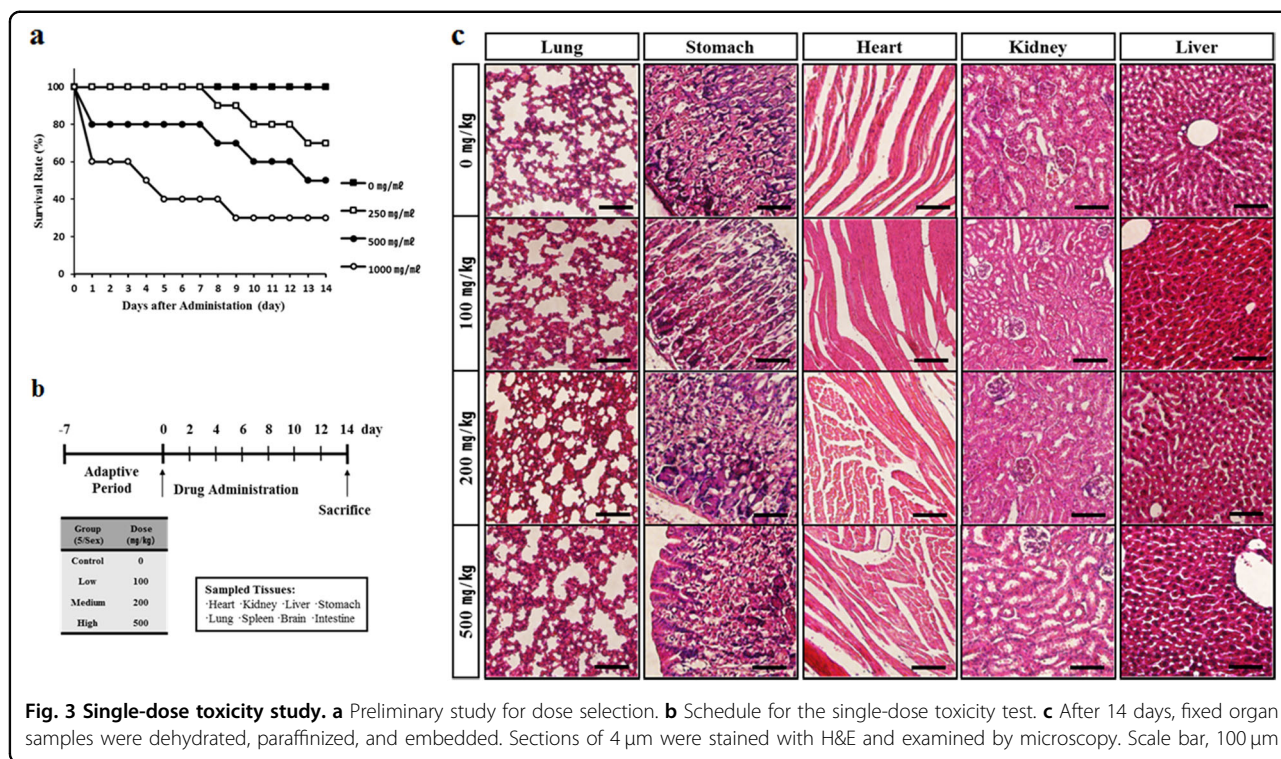 a
100
80
60
40
20
0
Survival Rate (%)
0 1 2 3 4 5 6 7 8 9 10 11 12 13 14
Days after Administation (day)
0 mg/mℓ
250 mg/mℓ
500 mg/mℓ
1000 mg/mℓ
b
-7 0 2 4 6 8 10 12 14 day
Adaptive
Period
Drug Administration
Sacrifice
Group Dose
(5/Sex) (mg/kg)
Control 0
Low 100
Medium 200
High 500
Sampled Tissues:
·Heart ·Kidney ·Liver ·Stomach
·Lung ·Spleen ·Brain ·Intestine
c
Lung Stomach Heart Kidney Liver
0 mg/kg
100 mg/kg
200 mg/kg
500 mg/kg
Fig. 3 Single-dose toxicity study. a Preliminary study for dose selection. b Schedule for the single-dose toxicity test. c After 14 days, fixed organ
samples were dehydrated, paraffinized, and embedded. Sections of 4 μm were stained with H&E and examined by microscopy. Scale bar, 100 μm